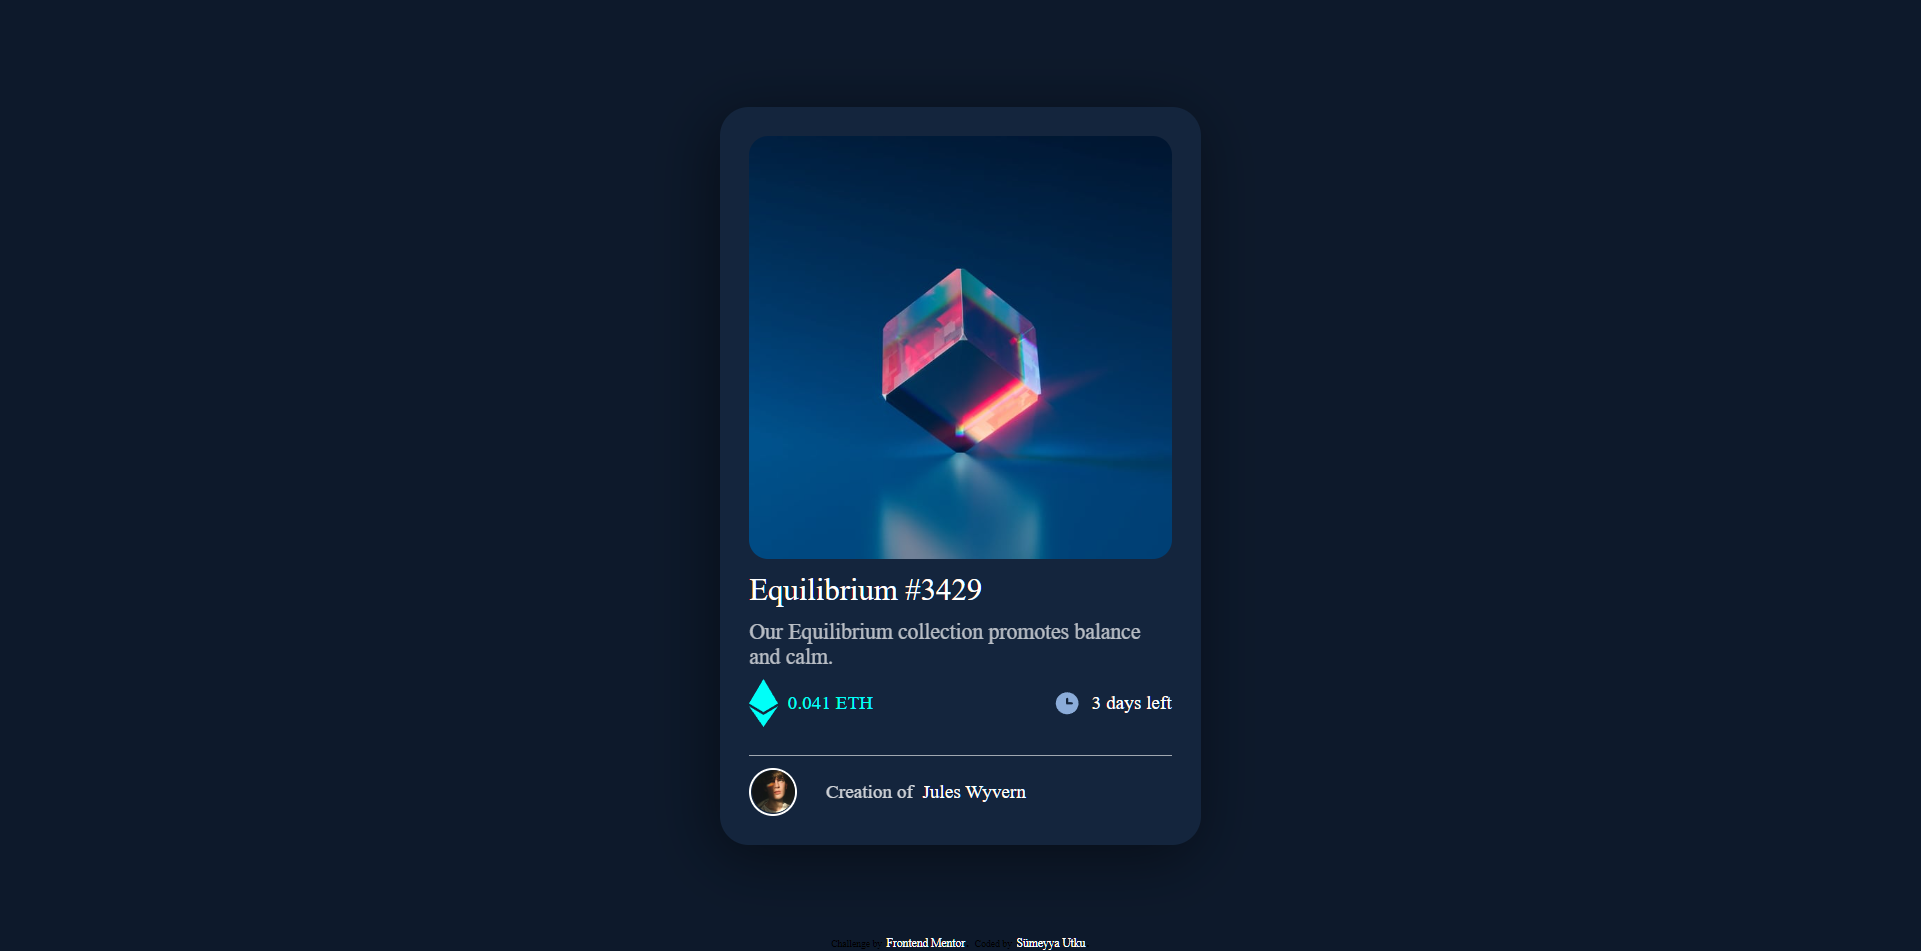 Equilibrium #3429
Our Equilibrium collection promotes balance
and calm.
0.041 ETH
3 days left
Creation of Jules Wyvern
Challenge by Frontend Mentor. Coded by Sümeyya Utku